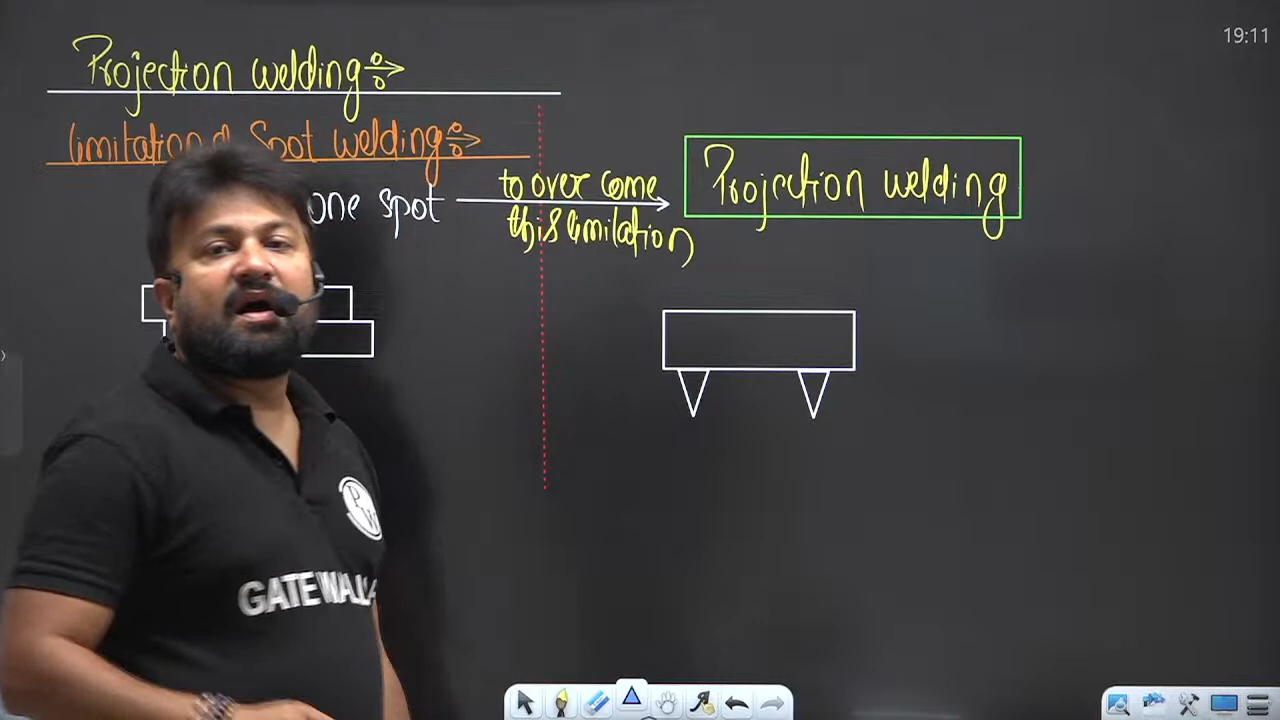 Projection welding
19:11
limitation of Spot welding
one spot
to over come
this limitation
Projection welding
PW
GATE WALLA